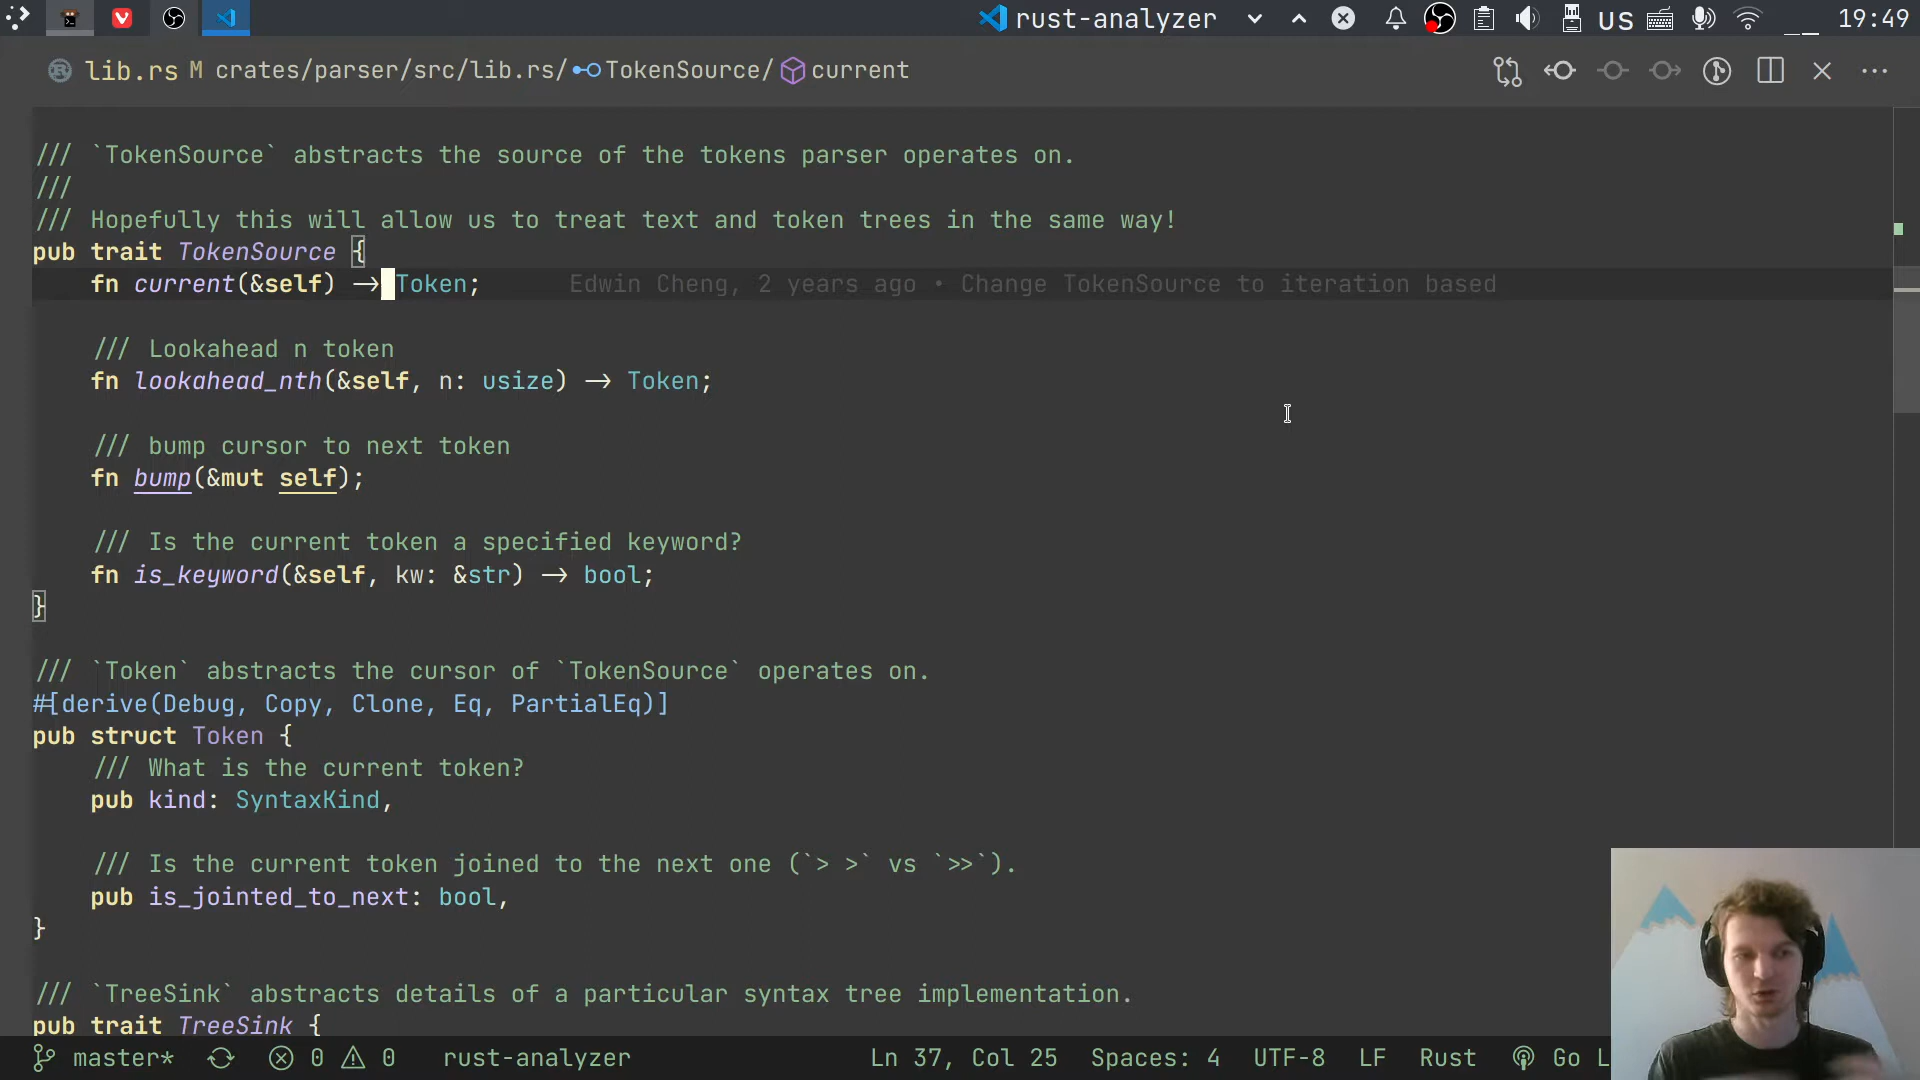 rust-analyzer
US
19:49
lib.rs M crates/parser/src/lib.rs/ TokenSource/ current
/// `TokenSource` abstracts the source of the tokens parser operates on.
///
/// Hopefully this will allow us to treat text and token trees in the same way!
pub trait TokenSource {
fn current(&self) -> Token; Edwin Cheng, 2 years ago • Change TokenSource to iteration based
/// Lookahead n token
fn lookahead_nth(&self, n: usize) -> Token;
/// bump cursor to next token
fn bump(&mut self);
/// Is the current token a specified keyword?
fn is_keyword(&self, kw: &str) -> bool;
}
/// `Token` abstracts the cursor of `TokenSource` operates on.
#[derive(Debug, Copy, Clone, Eq, PartialEq)]
pub struct Token {
/// What is the current token?
pub kind: SyntaxKind,
/// Is the current token joined to the next one (`> >` vs `>>`).
pub is_jointed_to_next: bool,
}
/// `TreeSink` abstracts details of a particular syntax tree implementation.
pub trait TreeSink {
master* 0 0 rust-analyzer Ln 37, Col 25 Spaces: 4 UTF-8 LF Rust Go L